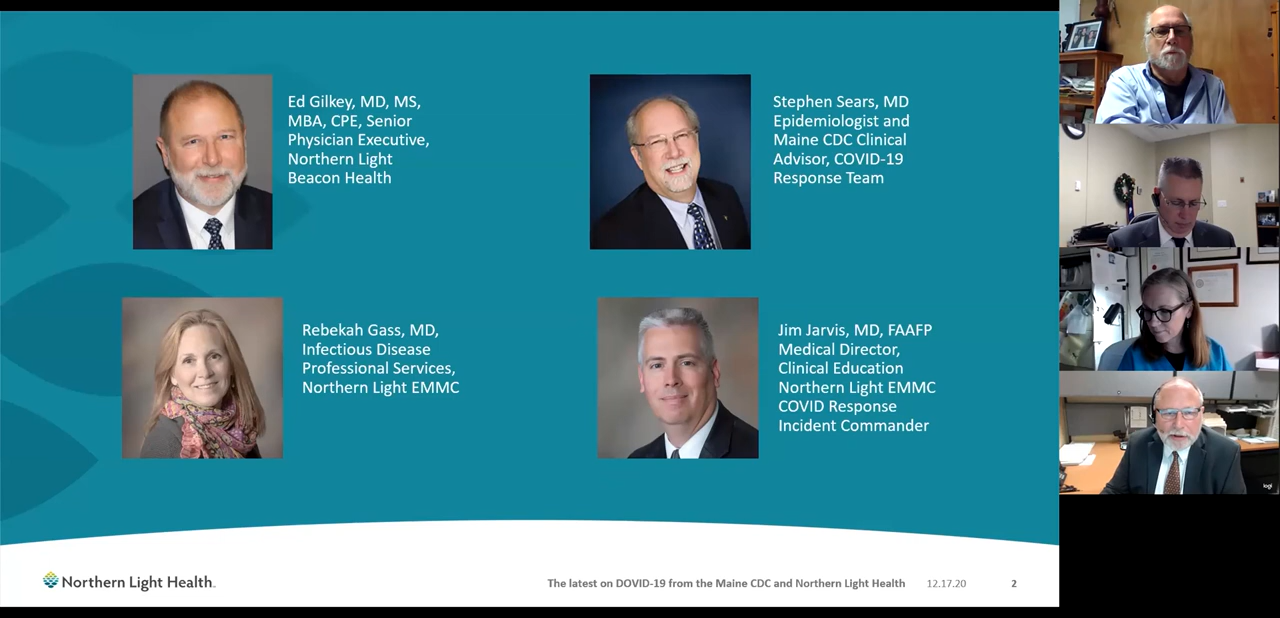 Ed Gilkey, MD, MS,
MBA, CPE, Senior
Physician Executive,
Northern Light
Beacon Health
Stephen Sears, MD
Epidemiologist and
Maine CDC Clinical
Advisor, COVID-19
Response Team
Rebekah Gass, MD,
Infectious Disease
Professional Services,
Northern Light EMMC
Jim Jarvis, MD, FAAFP
Medical Director,
Clinical Education
Northern Light EMMC
COVID Response
Incident Commander
Northern Light Health.
The latest on DOVID-19 from the Maine CDC and Northern Light Health
12.17.20
2
logi